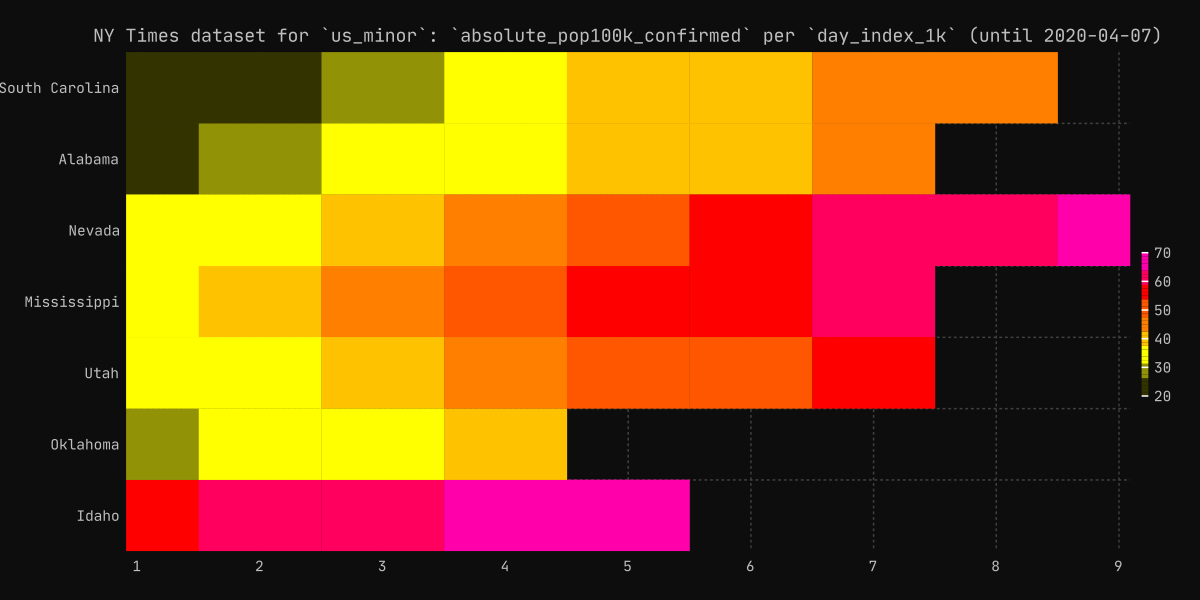 NY Times dataset for `us_minor`: `absolute_pop100k_confirmed` per `day_index_1k` (until 2020-04-07)
South Carolina
Alabama
Nevada
Mississippi
Utah
Oklahoma
Idaho
70
60
50
40
30
20
1 2 3 4 5 6 7 8 9